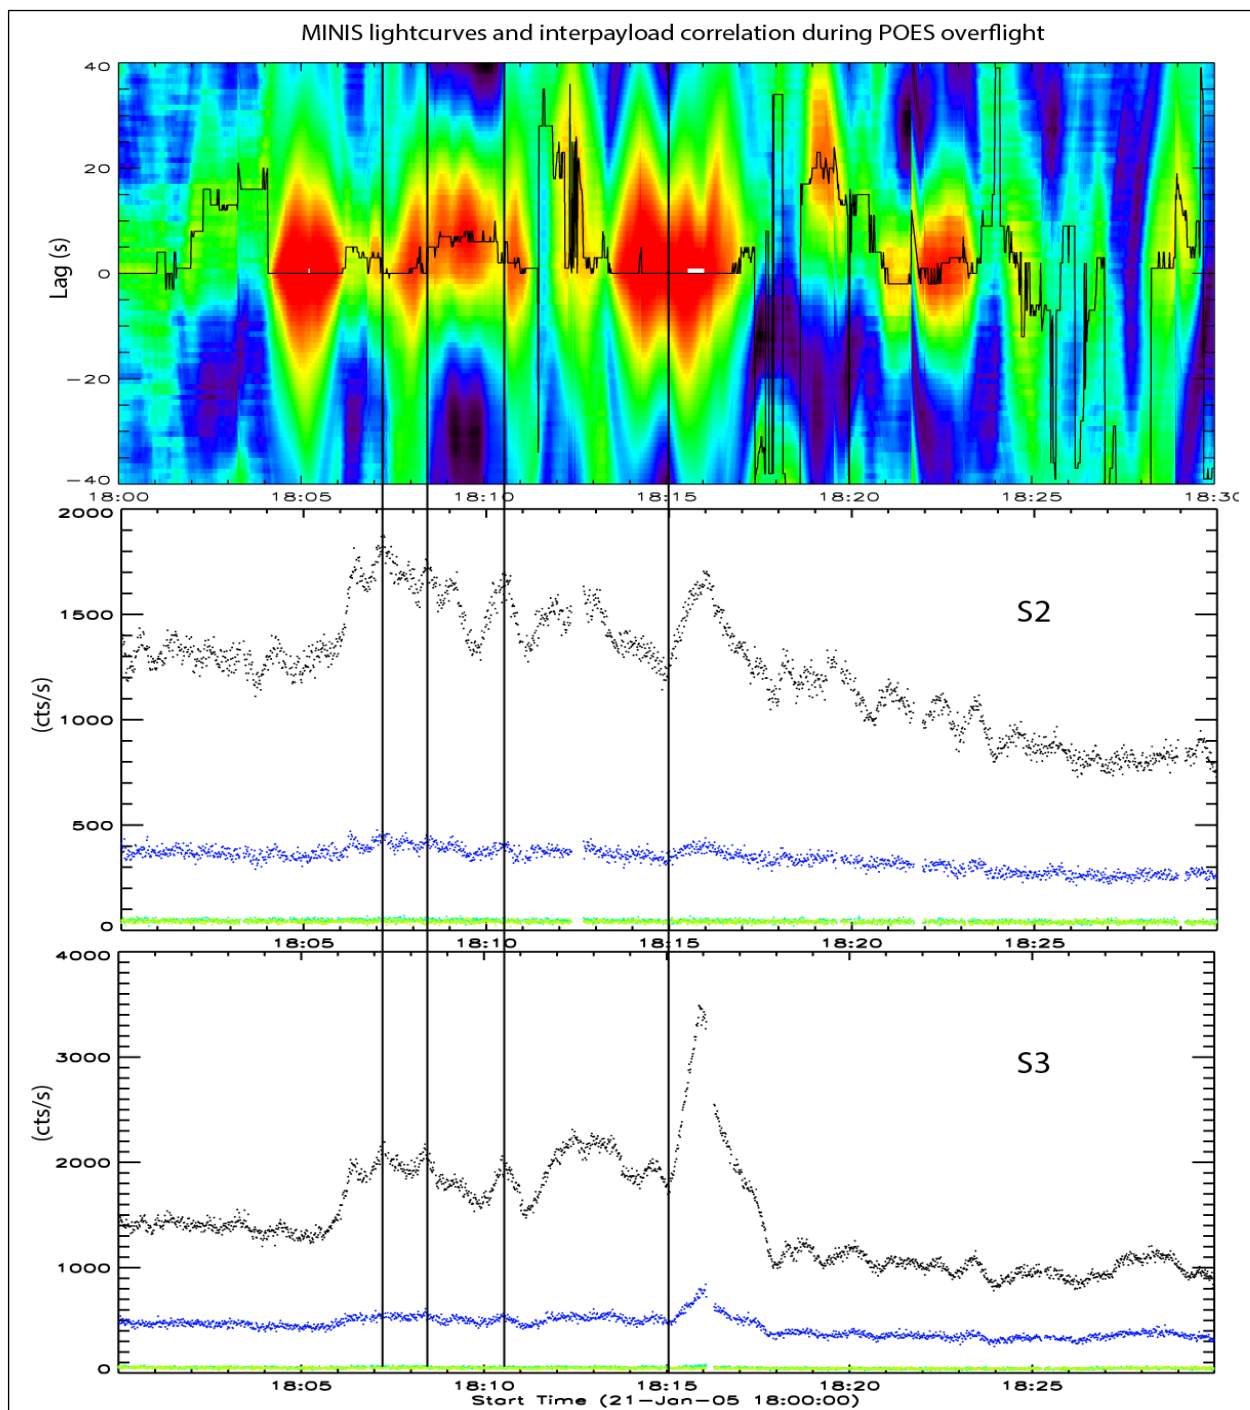 MINIS lightcurves and interpayload correlation during POES overflight
40
20
0
−20
−40
Lag (s)
18:00 18:05 18:10 18:15 18:20 18:25 18:30
2000
1500
1000
500
0
(cts/s)
S2
18:05 18:10 18:15 18:20 18:25
4000
3000
2000
1000
0
(cts/s)
S3
18:05 18:10 18:15 18:20 18:25
Start Time (21−Jan−05 18:00:00)